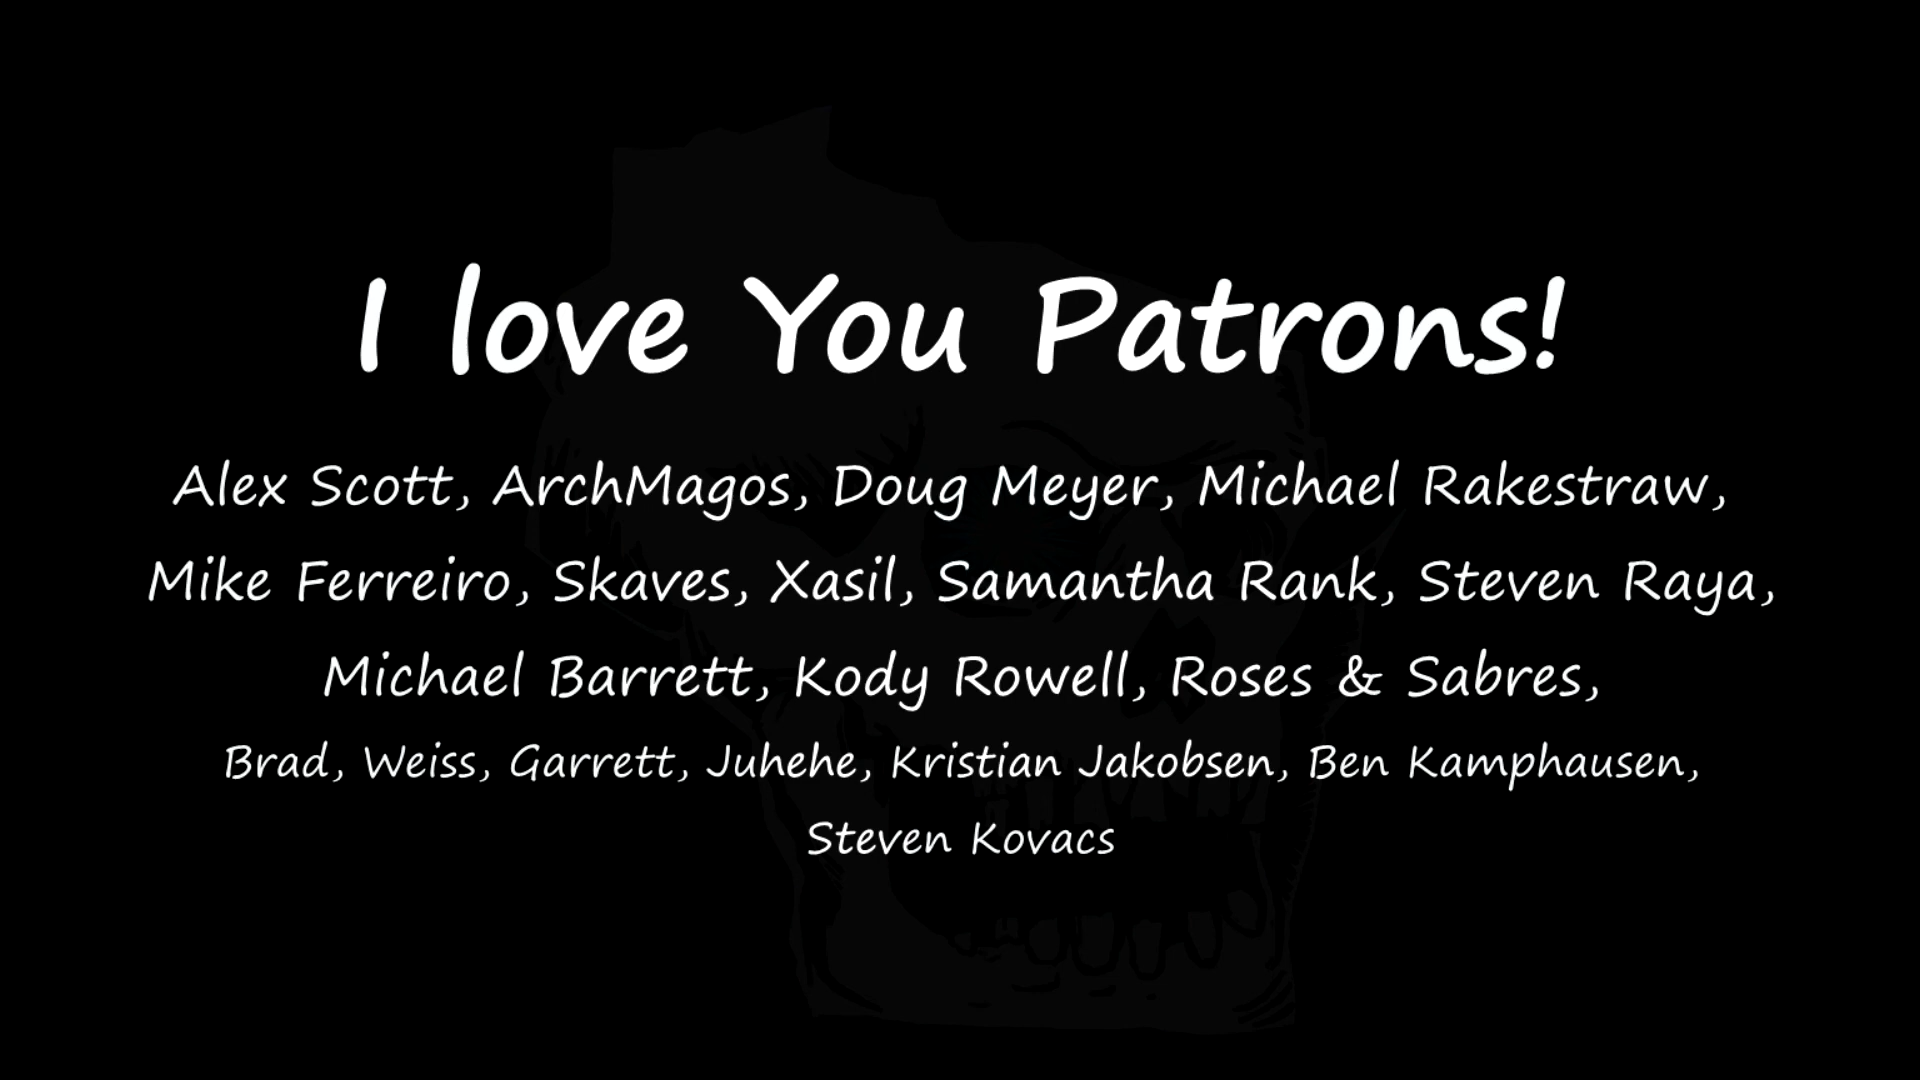 I love You Patrons!
Alex Scott, ArchMagos, Doug Meyer, Michael Rakestraw,
Mike Ferreiro, Skaves, Xasil, Samantha Rank, Steven Raya,
Michael Barrett, Kody Rowell, Roses & Sabres,
Brad, Weiss, Garrett, Juhehe, Kristian Jakobsen, Ben Kamphausen,
Steven Kovacs